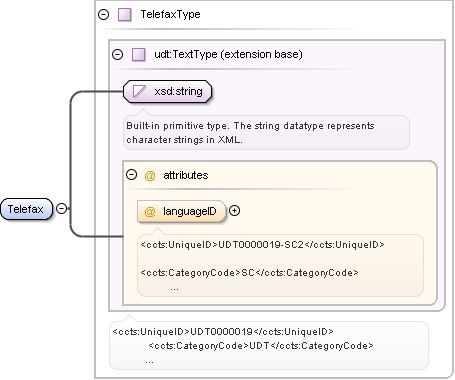 TelefaxType
udt:TextType (extension base)
xsd:string
Built-in primitive type. The string datatype represents
character strings in XML.
@ attributes
Telefax
@ languageID
<ccts:UniqueID>UDT0000019-SC2</ccts:UniqueID>
<ccts:CategoryCode>SC</ccts:CategoryCode>
...
<ccts:UniqueID>UDT0000019</ccts:UniqueID>
<ccts:CategoryCode>UDT</ccts:CategoryCode>
...